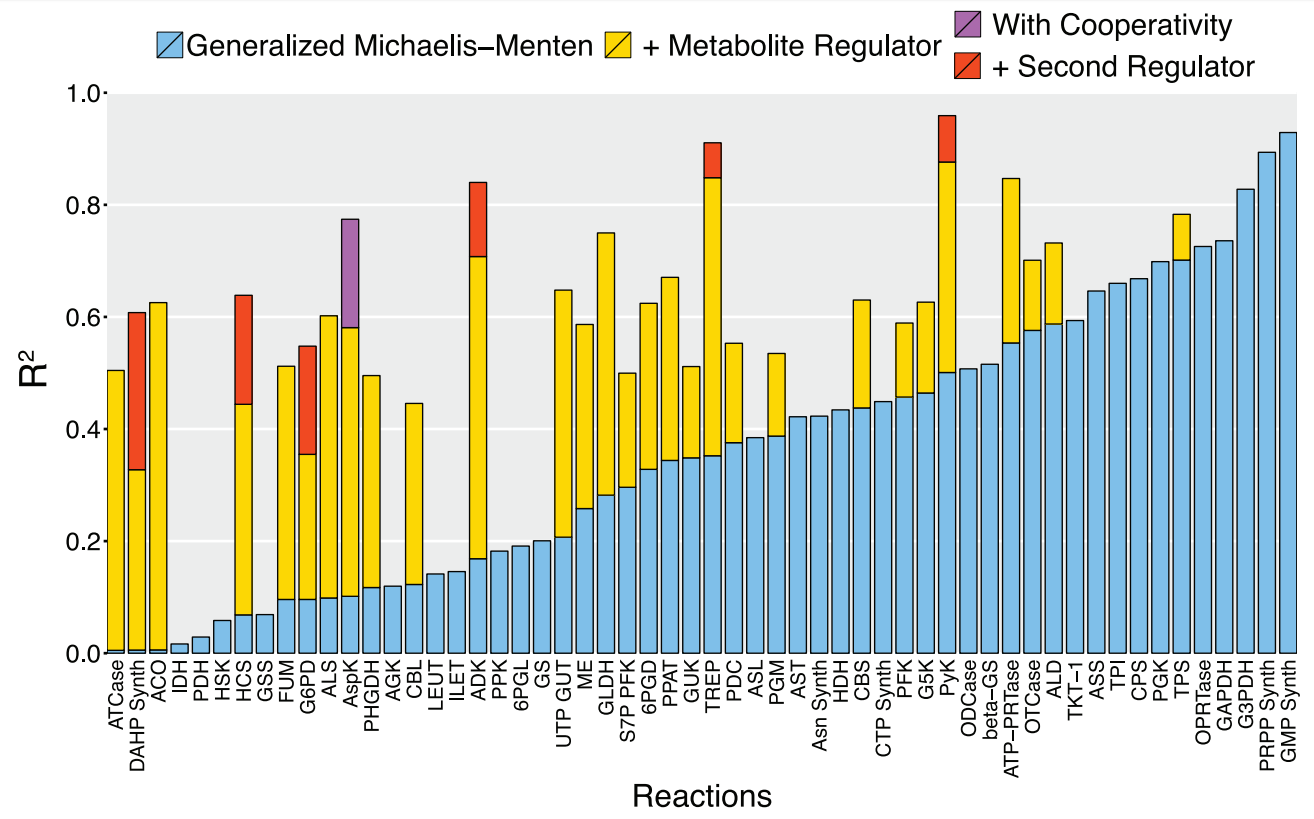 Generalized Michaelis–Menten
+ Metabolite Regulator
With Cooperativity
+ Second Regulator
R²
1.0
0.8
0.6
0.4
0.2
0.0
ATCase
DAHP Synth
ACO
IDH
PDH
HSK
HCS
GSS
FUM
G6PD
ALS
AspK
PHGDH
AGK
CBL
LEUT
ILET
ADK
PPK
6PGL
GS
UTP GUT
ME
GLDH
S7P PFK
6PGD
PPAT
GUK
TREP
PDC
ASL
PGM
AST
Asn Synth
HDH
CBS
CTP Synth
PFK
G5K
PyK
ODCase
beta–GS
ATP–PRTase
OTCase
ALD
TKT–1
ASS
TPI
CPS
PGK
TPS
OPRTase
GAPDH
G3PDH
PRPP Synth
GMP Synth
Reactions